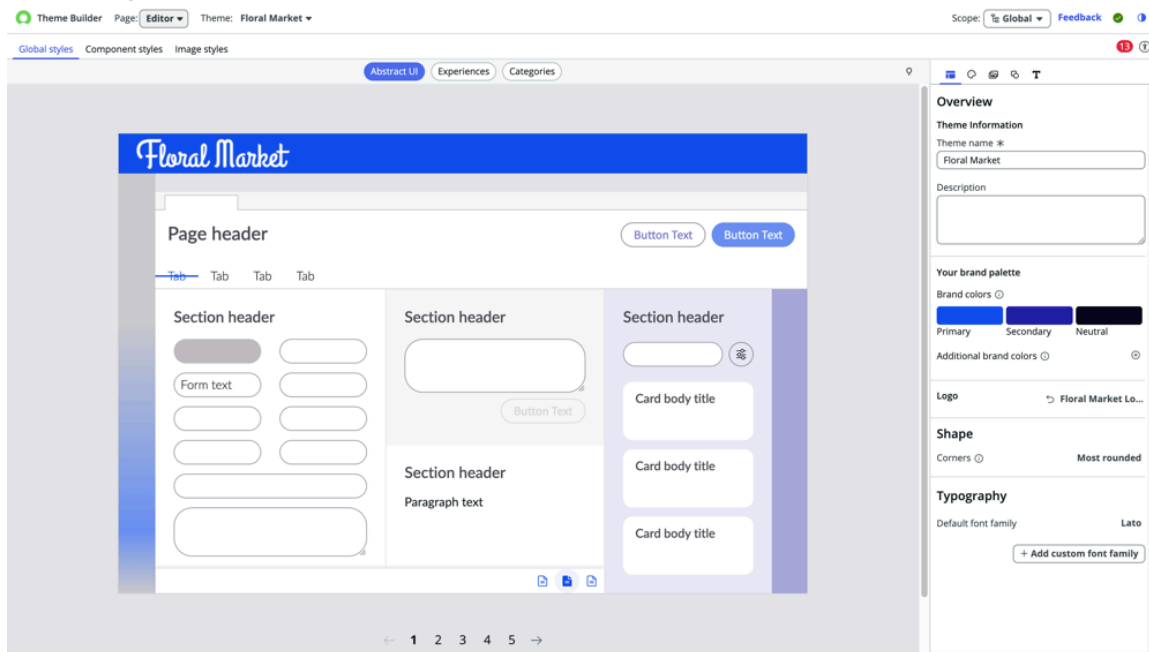 Theme Builder Page: Editor Theme: Floral Market Scope: Global Feedback
Global styles Component styles Image styles 13
Abstract UI Experiences Categories
Floral Market
Page header Button Text Button Text
Tab Tab Tab Tab
Section header
Form text
Section header
Button Text
Section header
Paragraph text
Section header
Card body title
Card body title
Card body title
1 2 3 4 5
Overview
Theme Information
Theme name *
Floral Market
Description
Your brand palette
Brand colors
Primary Secondary Neutral
Additional brand colors
Logo Floral Market Lo...
Shape
Corners Most rounded
Typography
Default font family Lato
+ Add custom font family